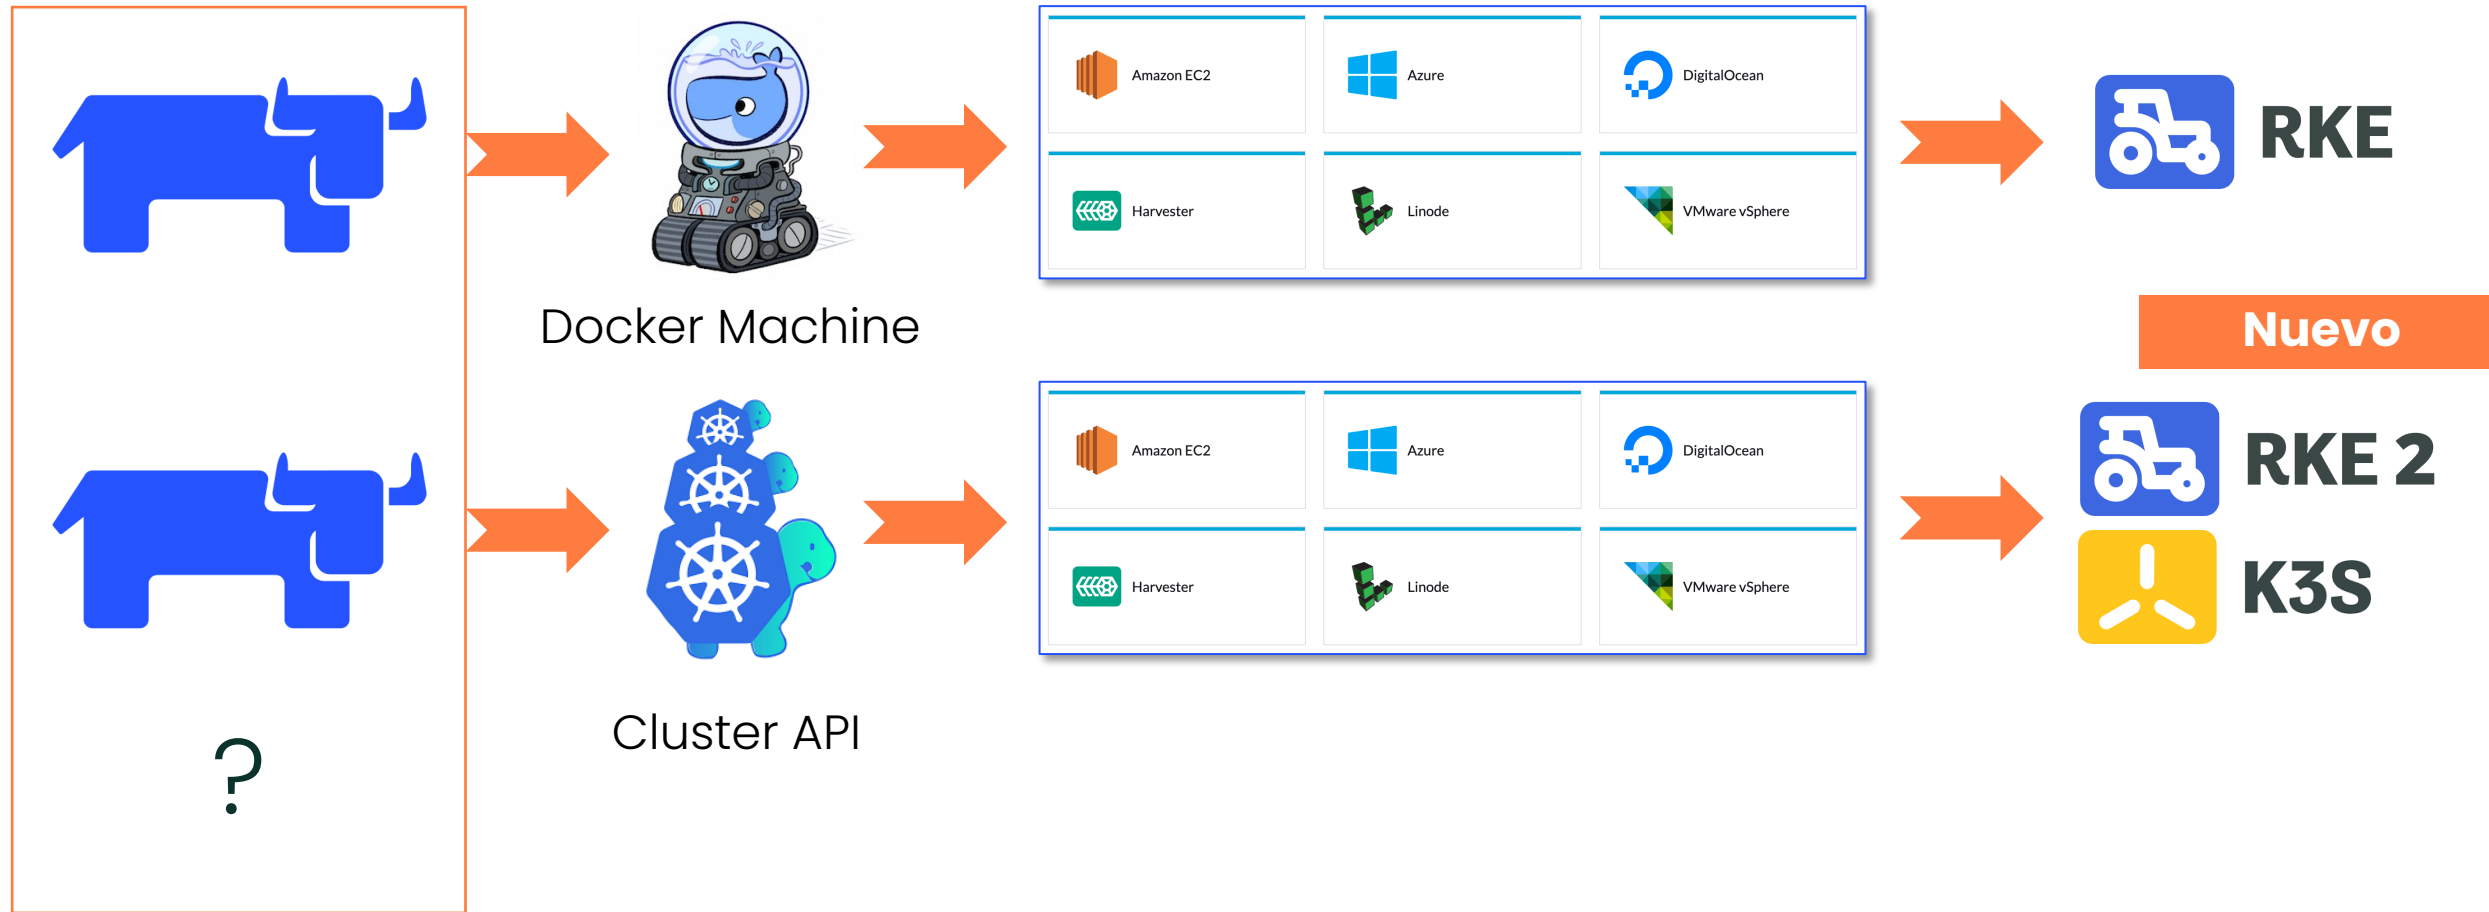 Amazon EC2
Azure
DigitalOcean
Harvester
Linode
VMware vSphere
RKE
Docker Machine
Nuevo
Amazon EC2
Azure
DigitalOcean
Harvester
Linode
VMware vSphere
RKE 2
K3S
Cluster API
?